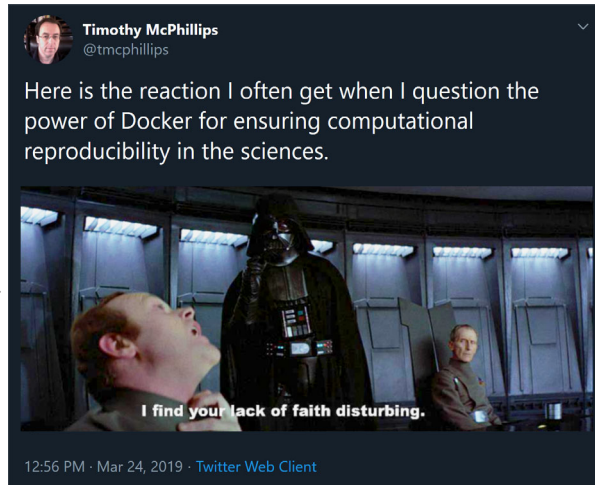 Timothy McPhillips
@tmcphillips
Here is the reaction I often get when I question the
power of Docker for ensuring computational
reproducibility in the sciences.
I find your lack of faith disturbing.
12:56 PM · Mar 24, 2019 · Twitter Web Client